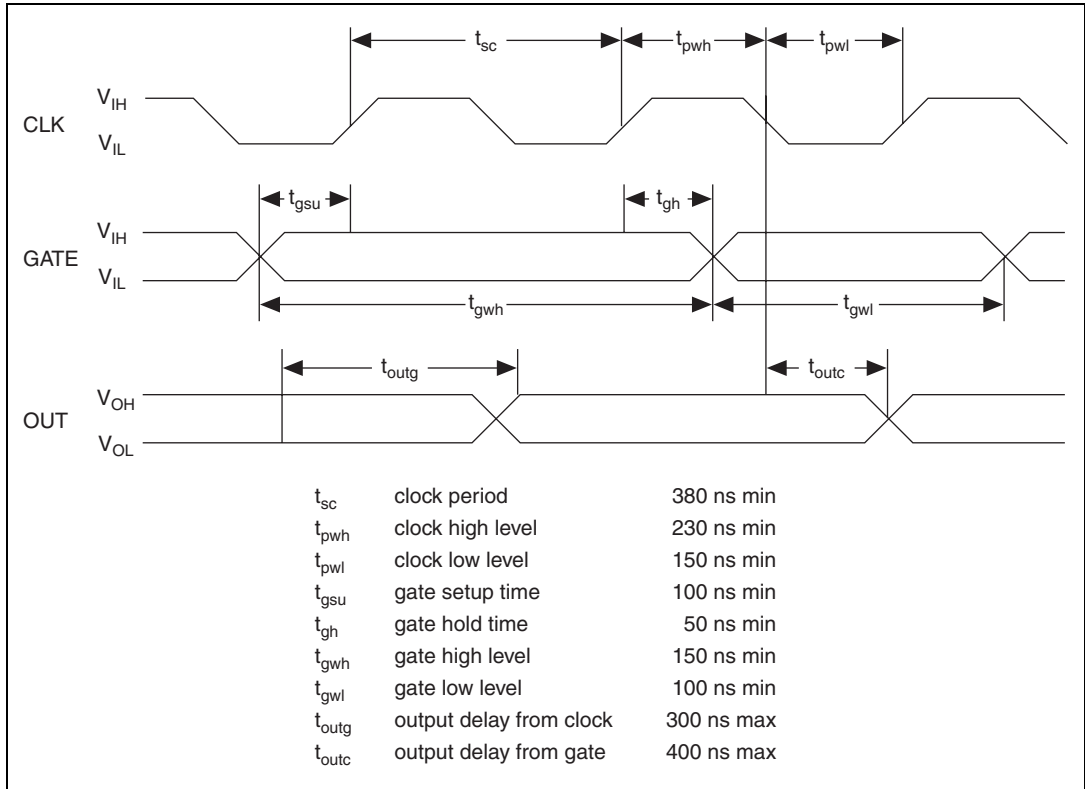 t_sc t_pwh t_pwl
V_IH
CLK
V_IL
t_gsu t_gh
V_IH
GATE
V_IL
t_gwh t_gwl
t_outg t_outc
V_OH
OUT
V_OL
t_sc clock period 380 ns min
t_pwh clock high level 230 ns min
t_pwl clock low level 150 ns min
t_gsu gate setup time 100 ns min
t_gh gate hold time 50 ns min
t_gwh gate high level 150 ns min
t_gwl gate low level 100 ns min
t_outg output delay from clock 300 ns max
t_outc output delay from gate 400 ns max